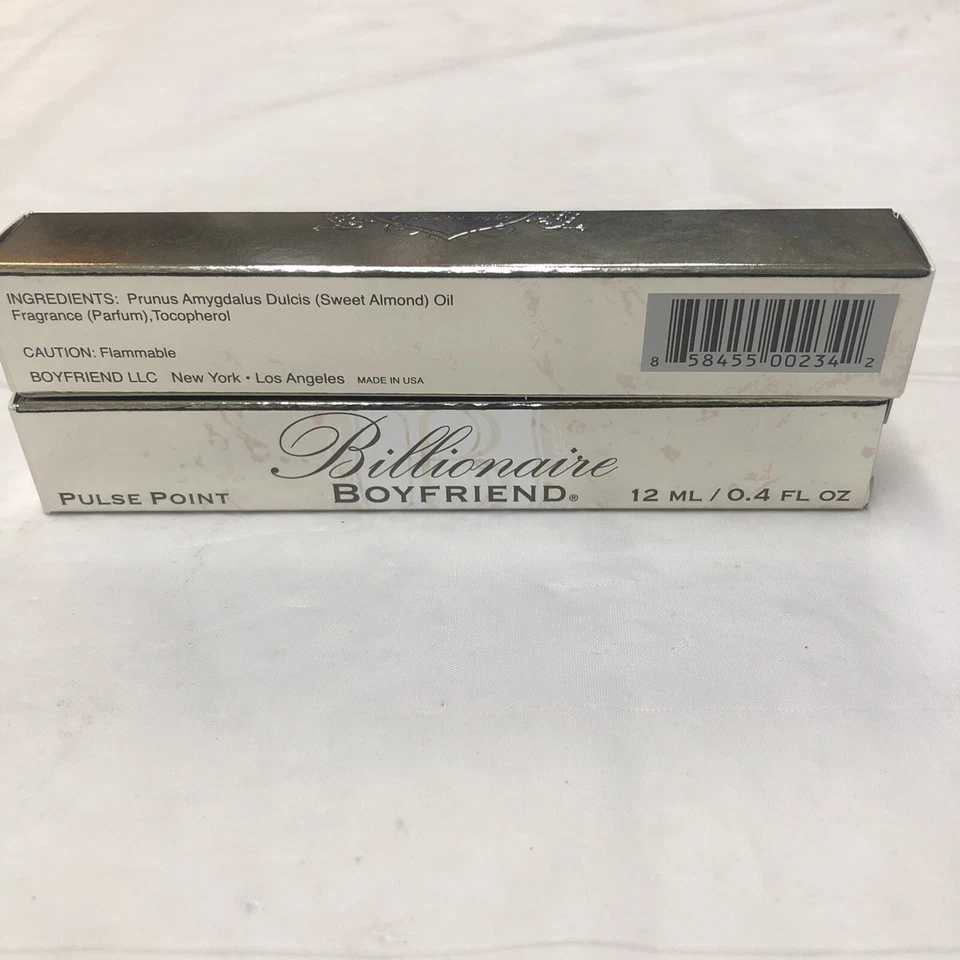 INGREDIENTS: Prunus Amygdalus Dulcis (Sweet Almond) Oil
Fragrance (Parfum),Tocopherol
CAUTION: Flammable
BOYFRIEND LLC New York • Los Angeles MADE IN USA
8 58455 00234 2
Billionaire
BOYFRIEND®
PULSE POINT
12 ML / 0.4 FL OZ